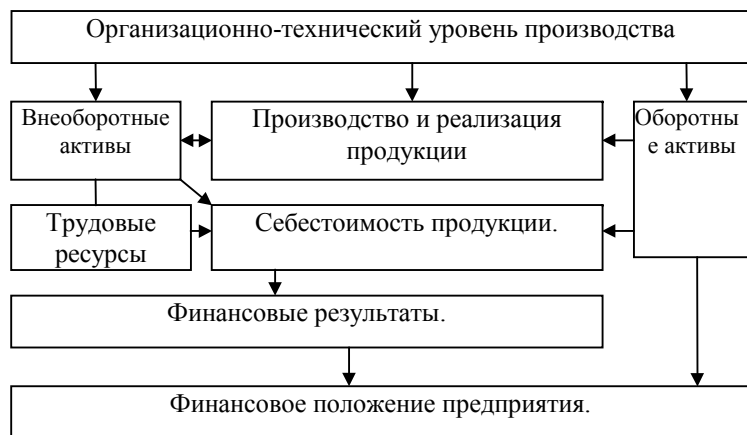 Организационно-технический уровень производства
Внеоборотные
активы
Производство и реализация
продукции
Оборотны
е активы
Трудовые
ресурсы
Себестоимость продукции.
Финансовые результаты.
Финансовое положение предприятия.